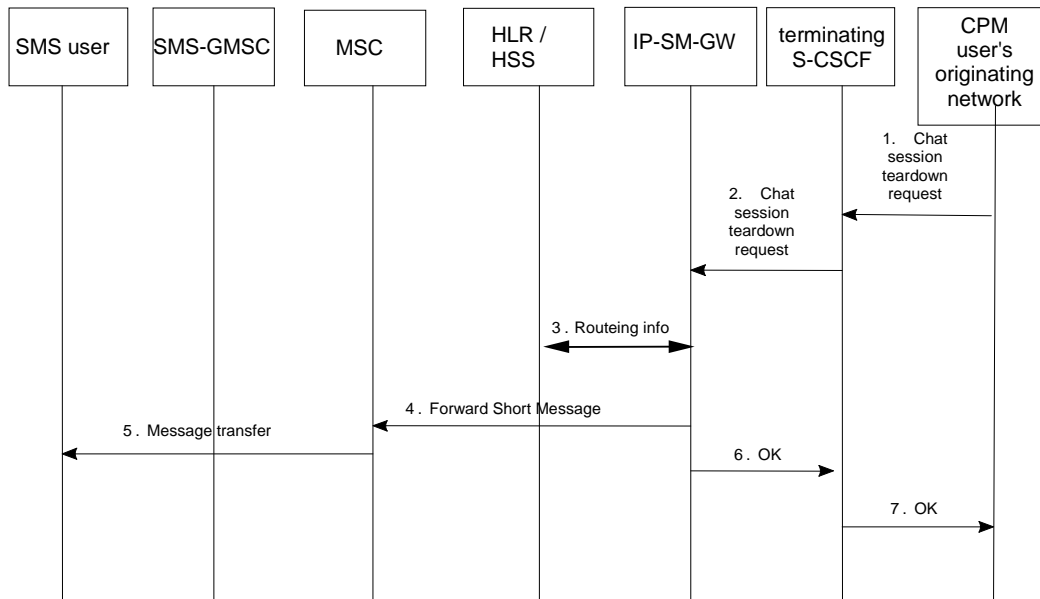 SMS user
SMS-GMSC
MSC
HLR /
HSS
IP-SM-GW
terminating
S-CSCF
CPM
user's
originating
network
1. Chat
session
teardown
request
2. Chat
session
teardown
request
3. Routeing info
4. Forward Short Message
5. Message transfer
6. OK
7. OK